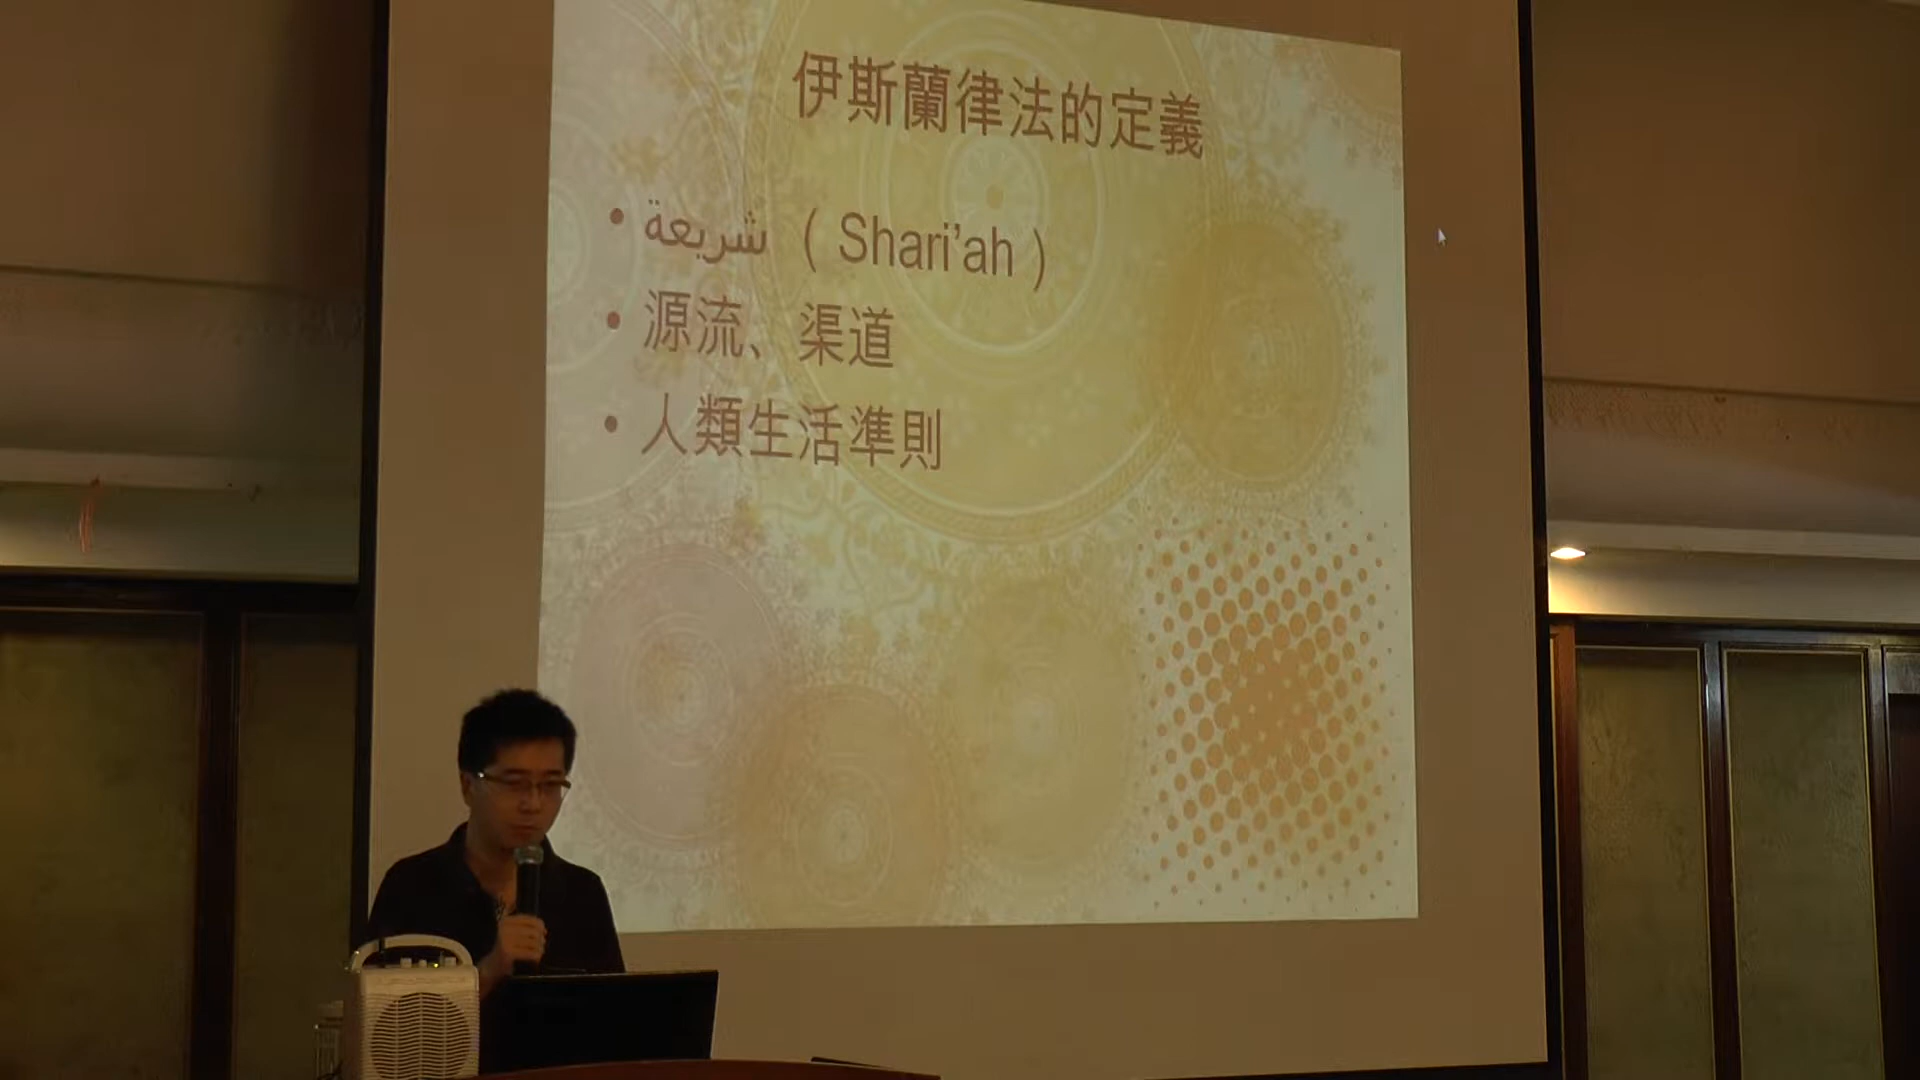 伊斯蘭律法的定義
• شريعة （Shari’ah）
• 源流、渠道
• 人類生活準則